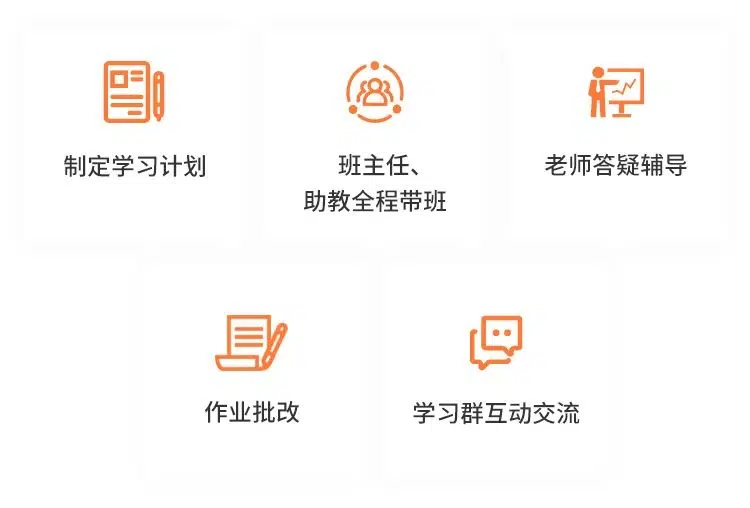 制定学习计划
班主任、
助教全程带班
老师答疑辅导
作业批改
学习群互动交流